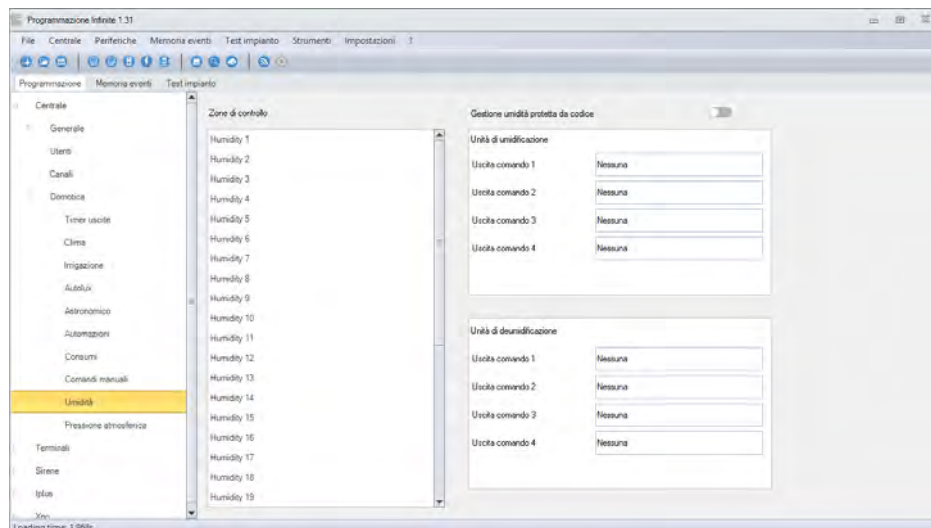 Programmazione Infinite 1.31
File Centrale Periferiche Memoria eventi Test impianto Strumenti Impostazioni ?
Programmazione Memoria eventi Test impianto
Centrale
Generale
Utenti
Canali
Domotica
Timer uscite
Clima
Irrigazione
Autolux
Astronomico
Automazioni
Consumi
Comandi manuali
Umidità
Pressione atmosferica
Terminali
Sirene
Iplus
Xpc
Zone di controllo
Humidity 1
Humidity 2
Humidity 3
Humidity 4
Humidity 5
Humidity 6
Humidity 7
Humidity 8
Humidity 9
Humidity 10
Humidity 11
Humidity 12
Humidity 13
Humidity 14
Humidity 15
Humidity 16
Humidity 17
Humidity 18
Humidity 19
Gestione umidità protetta da codice
Unità di umidificazione
Uscita comando 1 Nessuna
Uscita comando 2 Nessuna
Uscita comando 3 Nessuna
Uscita comando 4 Nessuna
Unità di deumidificazione
Uscita comando 1 Nessuna
Uscita comando 2 Nessuna
Uscita comando 3 Nessuna
Uscita comando 4 Nessuna
Loading time: 1,968s